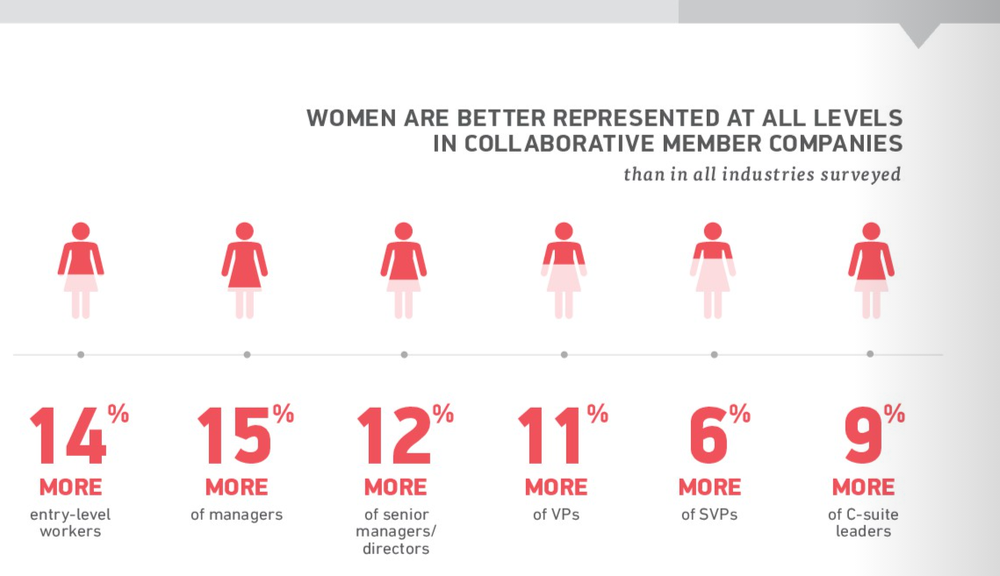 WOMEN ARE BETTER REPRESENTED AT ALL LEVELS
IN COLLABORATIVE MEMBER COMPANIES
than in all industries surveyed
14%
MORE
entry-level
workers
15%
MORE
of managers
12%
MORE
of senior
managers/
directors
11%
MORE
of VPs
6%
MORE
of SVPs
9%
MORE
of C-suite
leaders